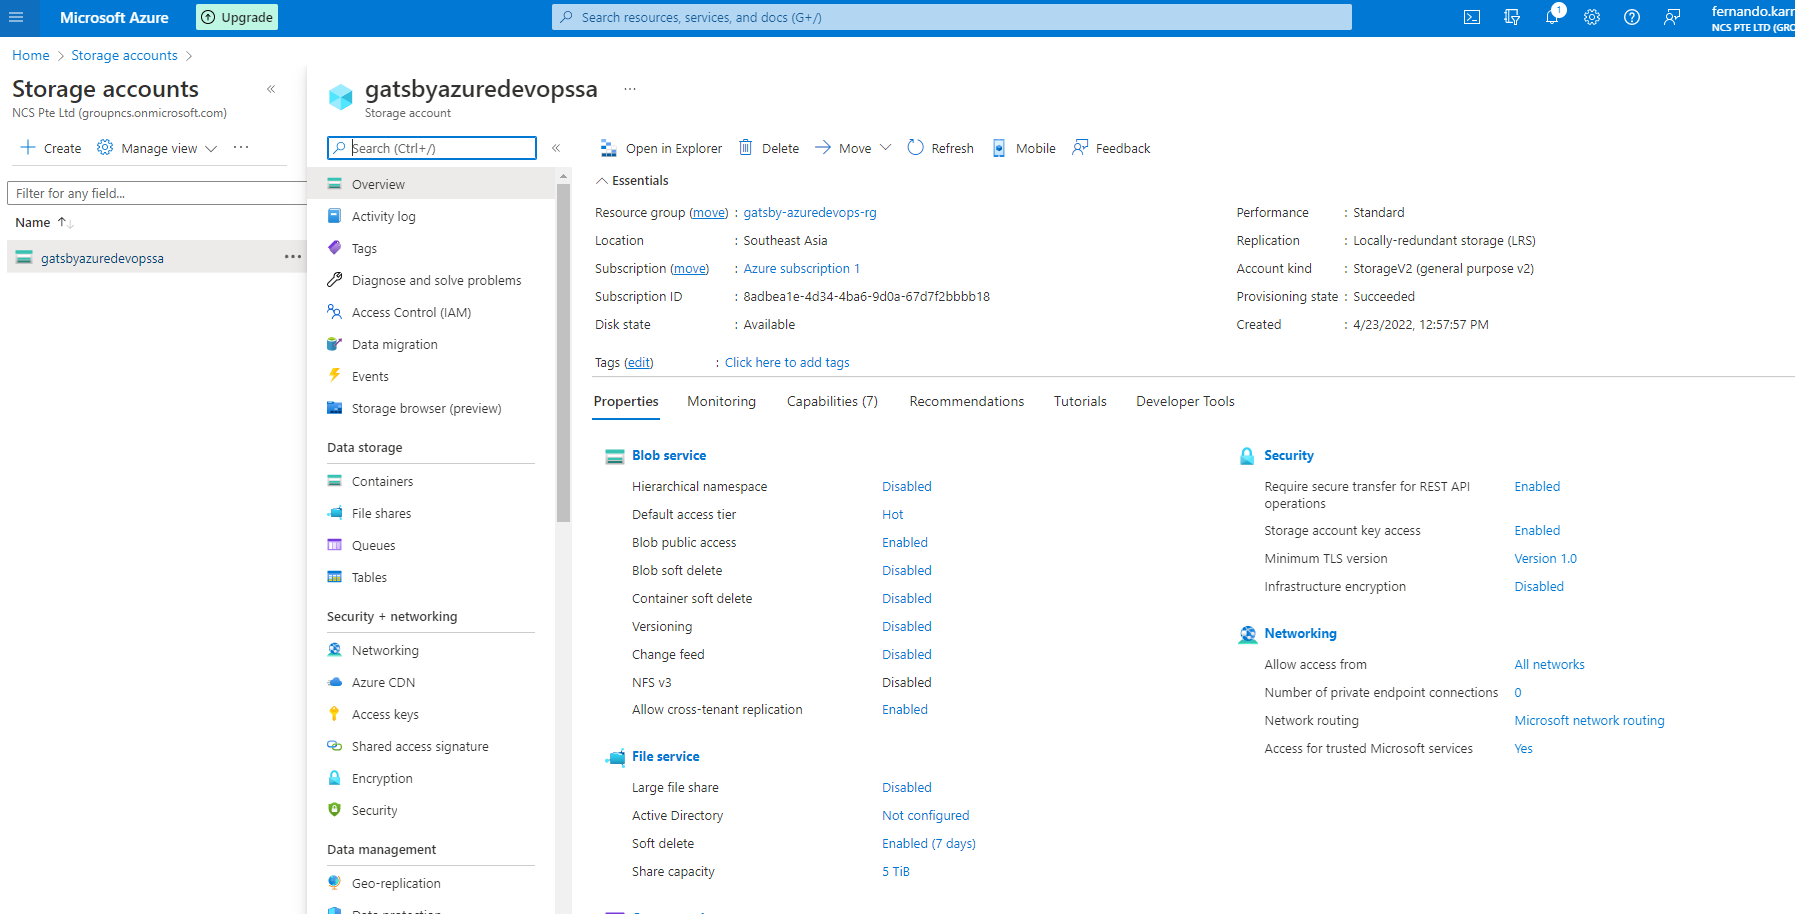 Microsoft Azure
Upgrade
Search resources, services, and docs (G+/)
1
fernando.karr
NCS PTE LTD (GRO
Home > Storage accounts >
Storage accounts
«
NCS Pte Ltd (groupncs.onmicrosoft.com)
Create
Manage view
...
Filter for any field...
Name
gatsbyazuredevopssa
...
gatsbyazuredevopssa
...
Storage account
Search (Ctrl+/)
«
Overview
Activity log
Tags
Diagnose and solve problems
Access Control (IAM)
Data migration
Events
Storage browser (preview)
Data storage
Containers
File shares
Queues
Tables
Security + networking
Networking
Azure CDN
Access keys
Shared access signature
Encryption
Security
Data management
Geo-replication
Data protection
Open in Explorer
Delete
Move
Refresh
Mobile
Feedback
Essentials
Resource group (move) : gatsby-azuredevops-rg
Location : Southeast Asia
Subscription (move) : Azure subscription 1
Subscription ID : 8adbea1e-4d34-4ba6-9d0a-67d7f2bbbb18
Disk state : Available
Performance : Standard
Replication : Locally-redundant storage (LRS)
Account kind : StorageV2 (general purpose v2)
Provisioning state : Succeeded
Created : 4/23/2022, 12:57:57 PM
Tags (edit) : Click here to add tags
Properties
Monitoring
Capabilities (7)
Recommendations
Tutorials
Developer Tools
Blob service
Hierarchical namespace Disabled
Default access tier Hot
Blob public access Enabled
Blob soft delete Disabled
Container soft delete Disabled
Versioning Disabled
Change feed Disabled
NFS v3 Disabled
Allow cross-tenant replication Enabled
File service
Large file share Disabled
Active Directory Not configured
Soft delete Enabled (7 days)
Share capacity 5 TiB
Security
Require secure transfer for REST API Enabled
operations
Storage account key access Enabled
Minimum TLS version Version 1.0
Infrastructure encryption Disabled
Networking
Allow access from All networks
Number of private endpoint connections 0
Network routing Microsoft network routing
Access for trusted Microsoft services Yes